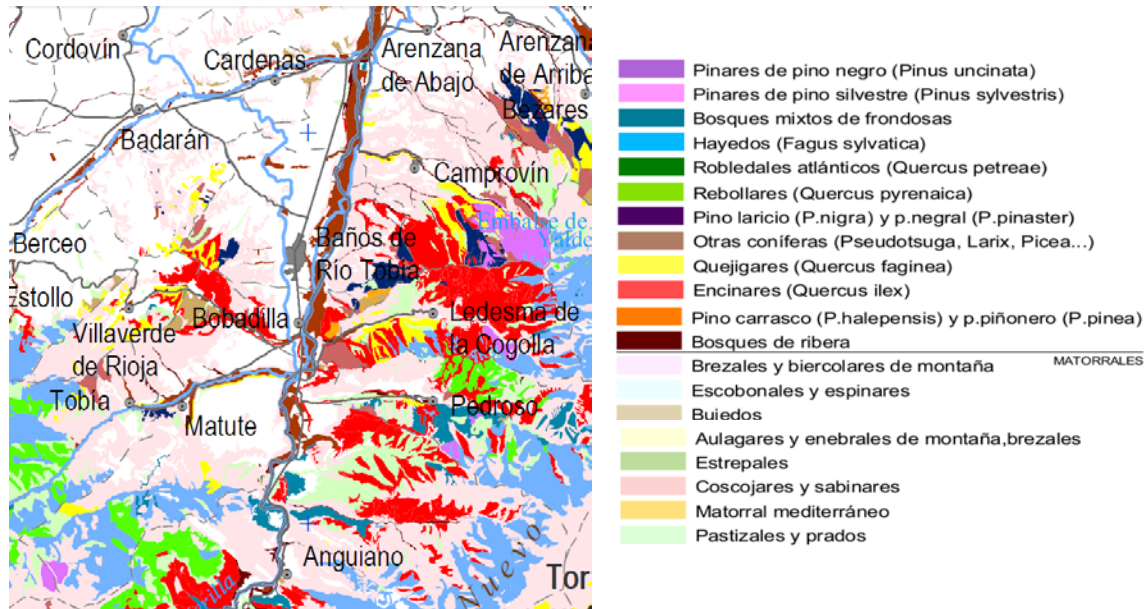 Cordovín
Cardenas
Arenzana
de Abajo
Arenzana
de Arriba
Bezares
Badarán
Camprovín
Embalse de
Yalde
Berceo
Baños de
Río Tobía
Estollo
Villaverde
de Rioja
Bobadilla
Ledesma de
la Cogolla
Tobía
Matute
Pedroso
Anguiano
Nuevo
Tor
Pinares de pino negro (Pinus uncinata)
Pinares de pino silvestre (Pinus sylvestris)
Bosques mixtos de frondosas
Hayedos (Fagus sylvatica)
Robledales atlánticos (Quercus petreae)
Rebollares (Quercus pyrenaica)
Pino laricio (P.nigra) y p.negral (P.pinaster)
Otras coníferas (Pseudotsuga, Larix, Picea...)
Quejigares (Quercus faginea)
Encinares (Quercus ilex)
Pino carrasco (P.halepensis) y p.piñonero (P.pinea)
Bosques de ribera
MATORRALES
Brezales y biercolares de montaña
Escobonales y espinares
Buiedos
Aulagares y enebrales de montaña,brezales
Estrepales
Coscojares y sabinares
Matorral mediterráneo
Pastizales y prados